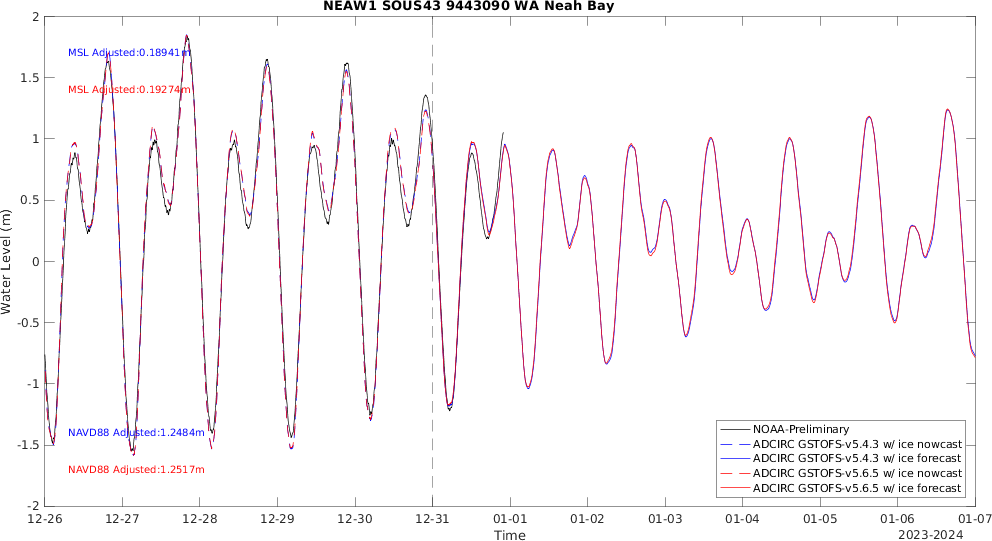 NEAW1 SOUS43 9443090 WA Neah Bay
2
1.5
1
0.5
0
-0.5
-1
-1.5
-2
Water Level (m)
MSL Adjusted:0.18941m
MSL Adjusted:0.19274m
NAVD88 Adjusted:1.2484m
NAVD88 Adjusted:1.2517m
NOAA-Preliminary
ADCIRC GSTOFS-v5.4.3 w/ ice nowcast
ADCIRC GSTOFS-v5.4.3 w/ ice forecast
ADCIRC GSTOFS-v5.6.5 w/ ice nowcast
ADCIRC GSTOFS-v5.6.5 w/ ice forecast
12-26 12-27 12-28 12-29 12-30 12-31 01-01 01-02 01-03 01-04 01-05 01-06 01-07
Time
2023-2024